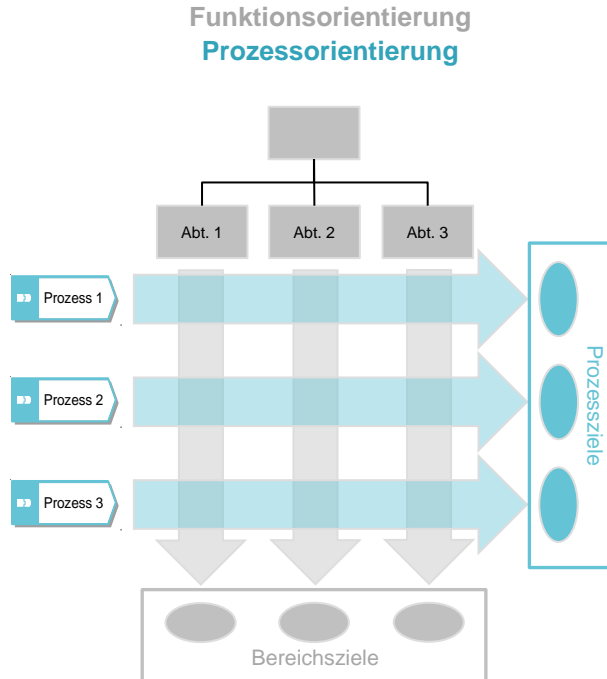 Funktionsorientierung
Prozessorientierung
Abt. 1
Abt. 2
Abt. 3
Prozess 1
Prozess 2
Prozess 3
Prozessziele
Bereichsziele